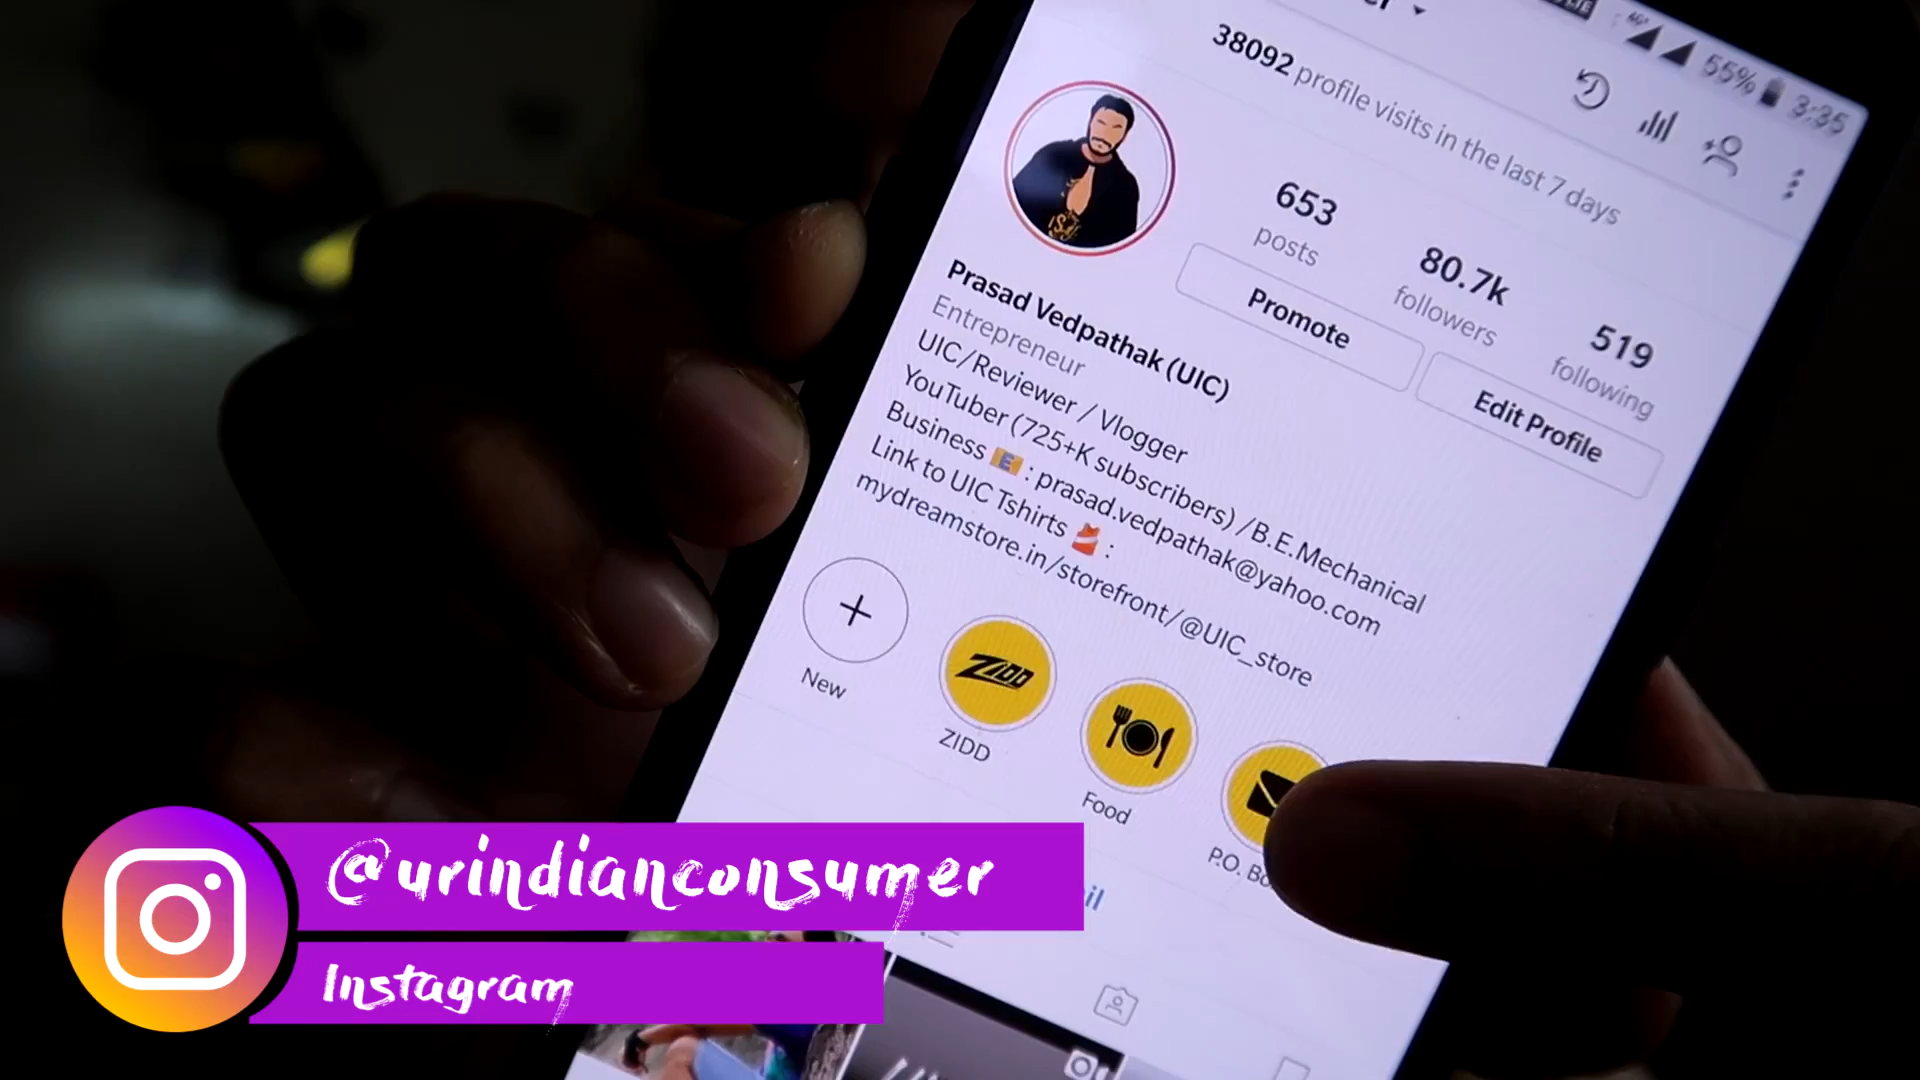 55% 3:35
38092 profile visits in the last 7 days
653
posts
80.7k
followers
519
following
Promote
Edit Profile
Prasad Vedpathak (UIC)
Entrepreneur
UIC/Reviewer / Vlogger
YouTuber (725+K subscribers) /B.E.Mechanical
Business 📧 : prasad.vedpathak@yahoo.com
Link to UIC Tshirts 🎽 :
mydreamstore.in/storefront/@UIC_store
ZIDD
New
ZIDD
Food
P.O.
@urindianconsumer
Instagram